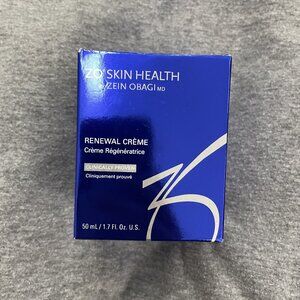 ZO SKIN HEALTH
ZEIN OBAGI MD
RENEWAL CRÈME
Crème Régénératrice
CLINICALLY PROVEN
Cliniquement prouvé
50 mL / 1.7 Fl. Oz. U.S.